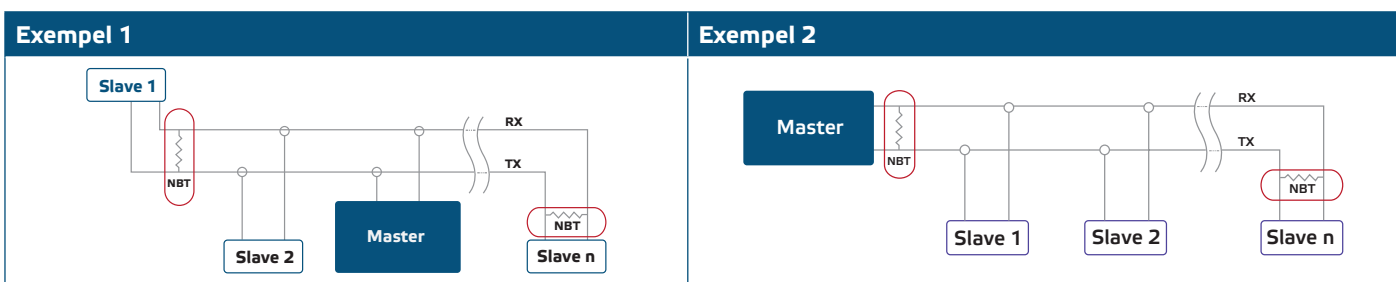 Exempel 1
Slave 1
RX
TX
NBT
NBT
Master
Slave 2
Slave n
Exempel 2
Master
RX
TX
NBT
NBT
Slave 1
Slave 2
Slave n